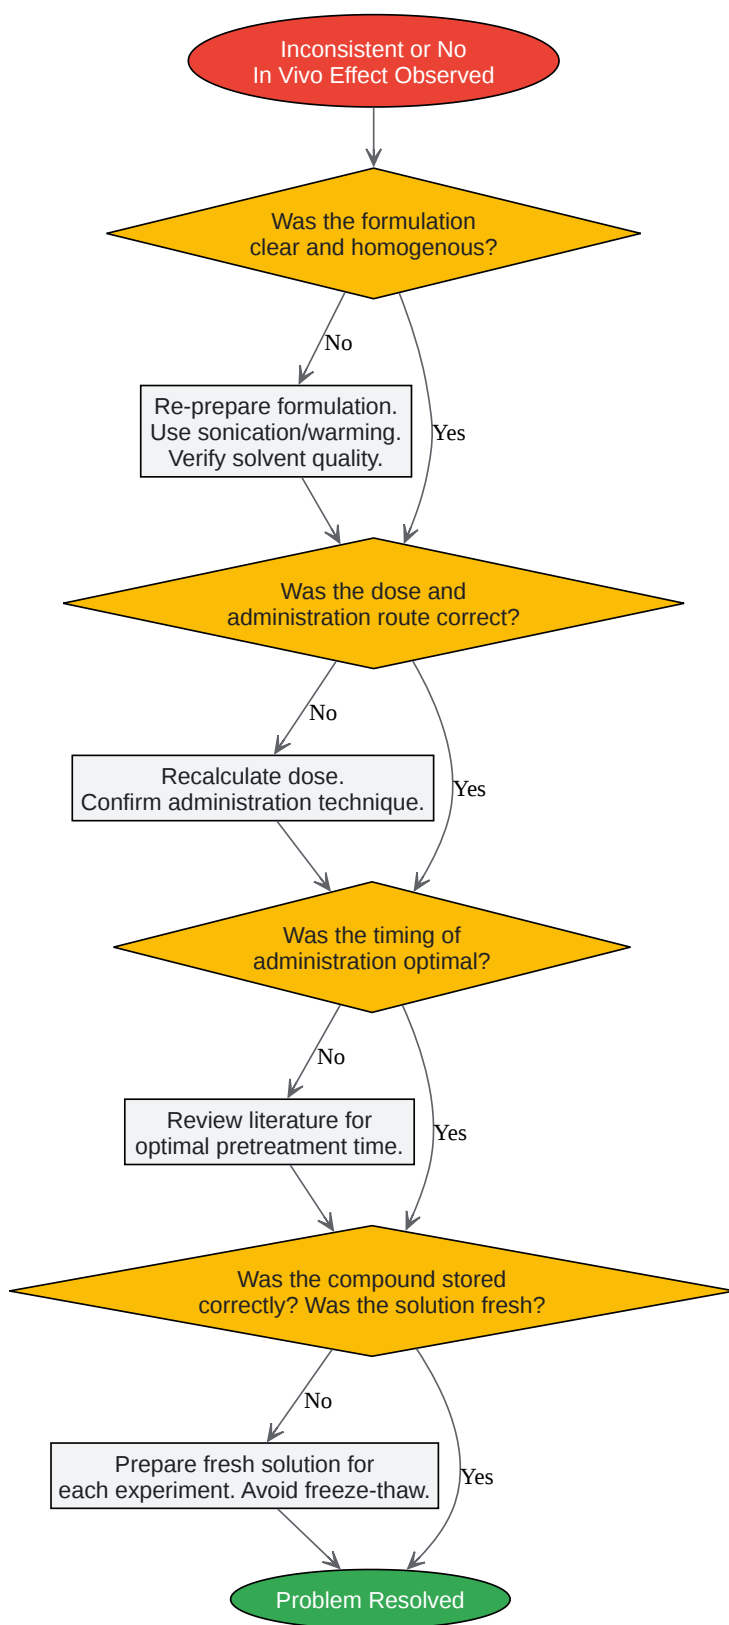 Inconsistent or No
In Vivo Effect Observed
Was the formulation
clear and homogenous?
No
Re-prepare formulation.
Use sonication/warming.
Verify solvent quality.
Yes
Was the dose and
administration route correct?
No
Recalculate dose.
Confirm administration technique.
Yes
Was the timing of
administration optimal?
No
Review literature for
optimal pretreatment time.
Yes
Was the compound stored
correctly? Was the solution fresh?
No
Prepare fresh solution for
each experiment. Avoid freeze-thaw.
Yes
Problem Resolved